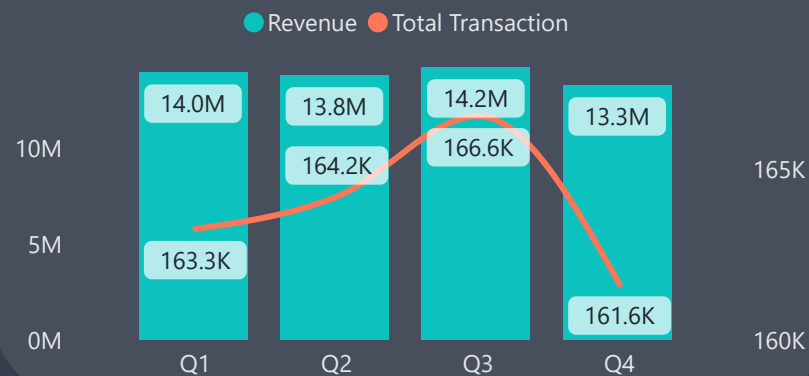 Revenue Total Transaction
14.0M
13.8M
14.2M
13.3M
10M
164.2K
166.6K
165K
5M
163.3K
161.6K
0M
160K
Q1 Q2 Q3 Q4